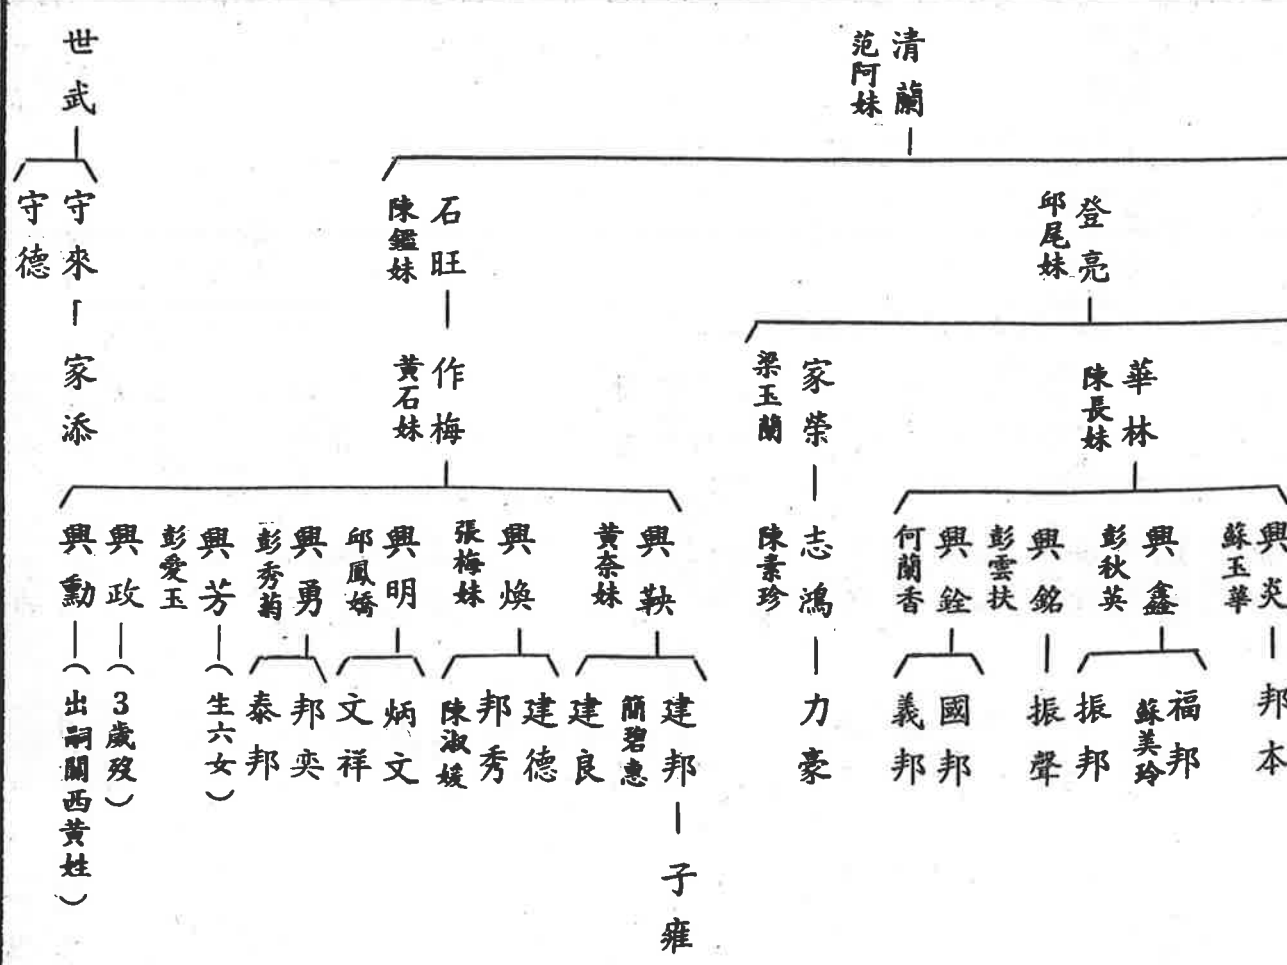 清蘭
范阿妹
世武
登亮
邱尾妹
石旺
陳鑑妹
守來
守德
華林
陳長妹
家榮
梁玉蘭
作梅
黃石妹
家添
興炎
蘇玉華
興鑫
彭秋英
興銘
彭雲扶
興銓
何蘭香
志鴻
陳素珍
興鞅
黃奈妹
興煥
張梅妹
興明
邱鳳嬌
興勇
彭秀菊
興芳
彭愛玉
興政
興勳
邦本
福邦
蘇美玲
振邦
振聲
國邦
義邦
力豪
建邦
簡碧惠
建良
建德
邦秀
陳淑媛
炳文
文祥
邦奕
泰邦
（生六女）
（3歲歿）
（出祠關西黃姓）
子雍